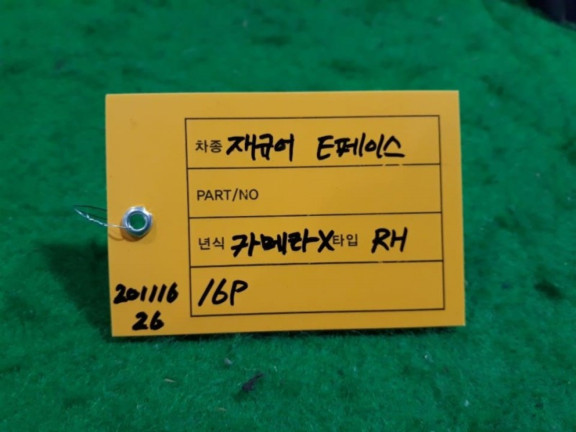 차종 재규어 E페이스
PART/NO
년식 카메라X 타입 RH
16P
201116
26